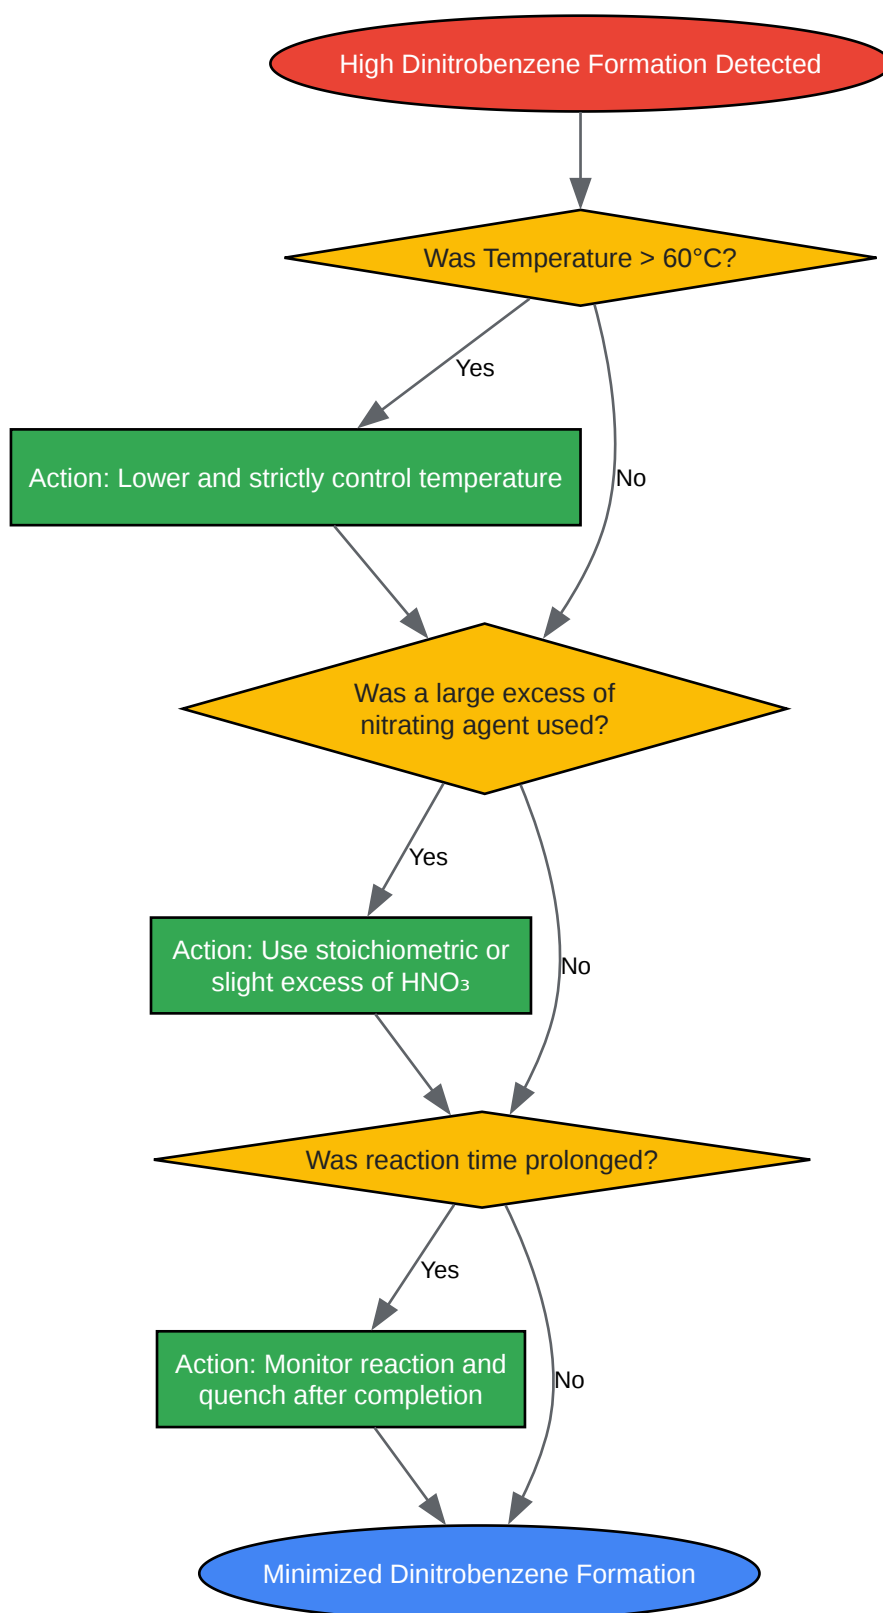 High Dinitrobenzene Formation Detected
Was Temperature > 60°C?
Yes
Action: Lower and strictly control temperature
No
Was a large excess of
nitrating agent used?
Yes
Action: Use stoichiometric or
slight excess of HNO₃
No
Was reaction time prolonged?
Yes
Action: Monitor reaction and
quench after completion
No
Minimized Dinitrobenzene Formation